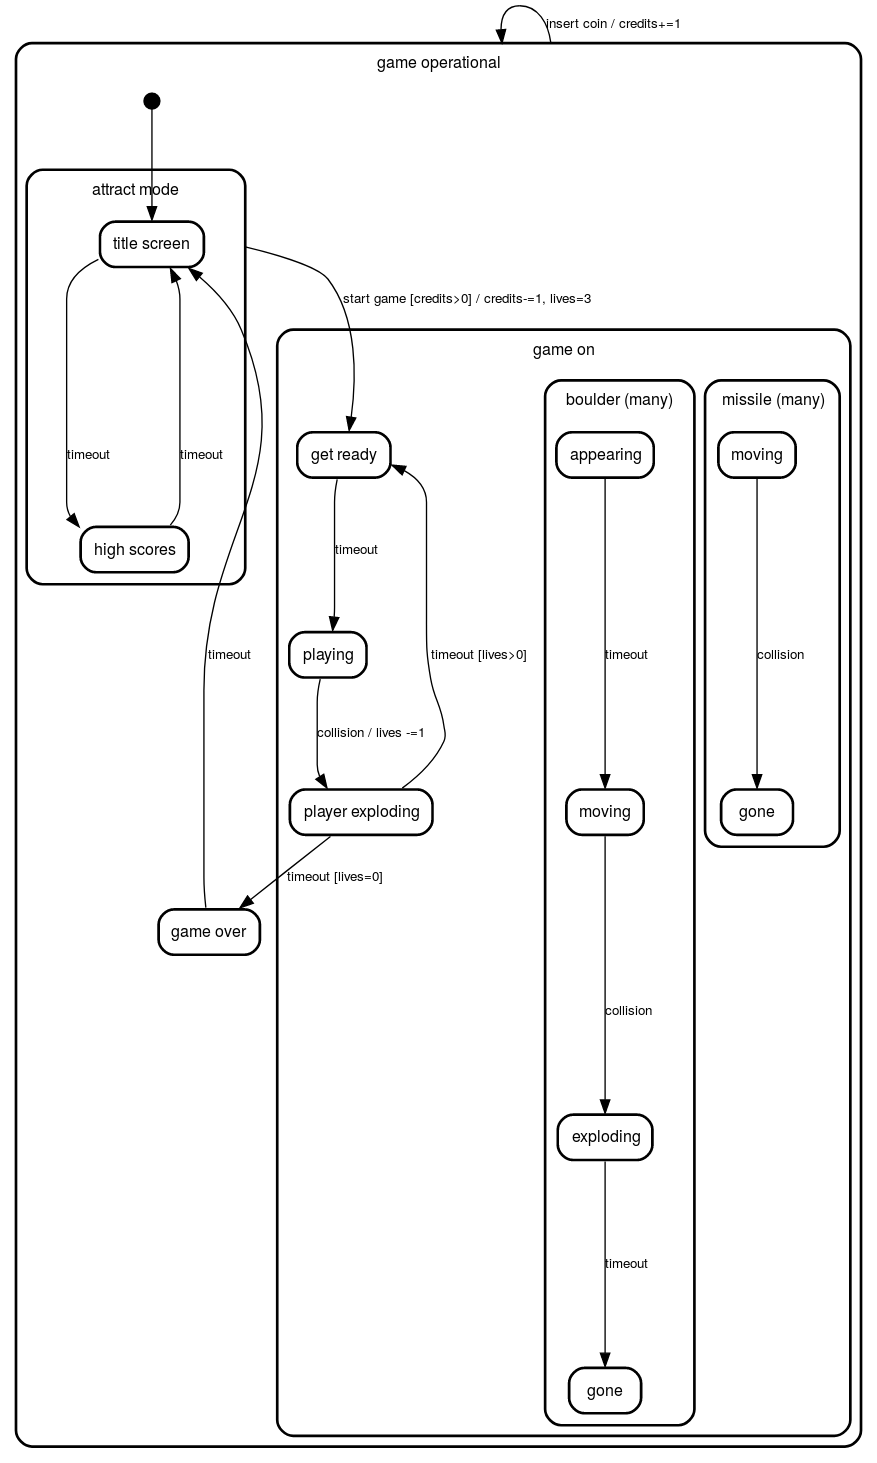 insert coin / credits+=1
game operational
attract mode
title screen
start game [credits>0] / credits-=1, lives=3
game on
boulder (many)
missile (many)
get ready
appearing
moving
timeout
timeout
high scores
timeout
timeout
playing
timeout [lives>0]
timeout
collision
collision / lives -=1
player exploding
moving
gone
timeout [lives=0]
game over
collision
exploding
timeout
gone